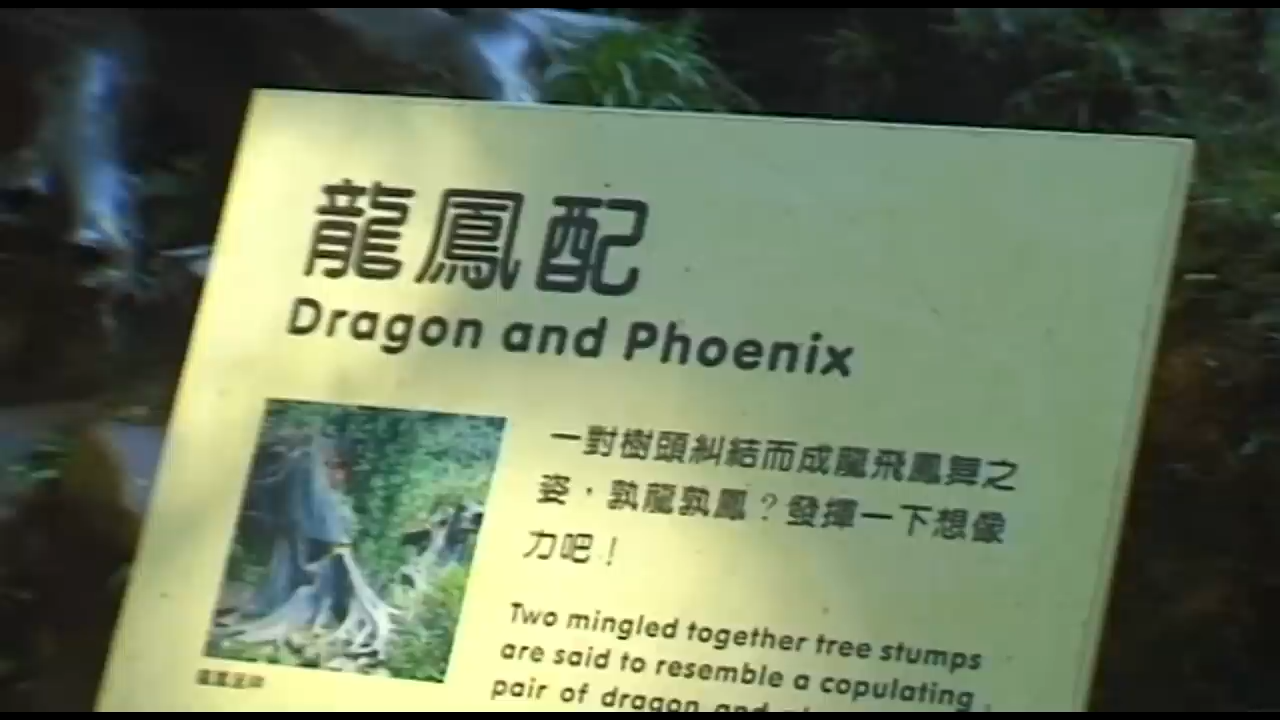 龍鳳配
Dragon and Phoenix
一對樹頭糾結而成龍飛鳳舞之
姿，孰龍孰鳳？發揮一下想像
力吧！
Two mingled together tree stumps
are said to resemble a copulating
pair of dragon and